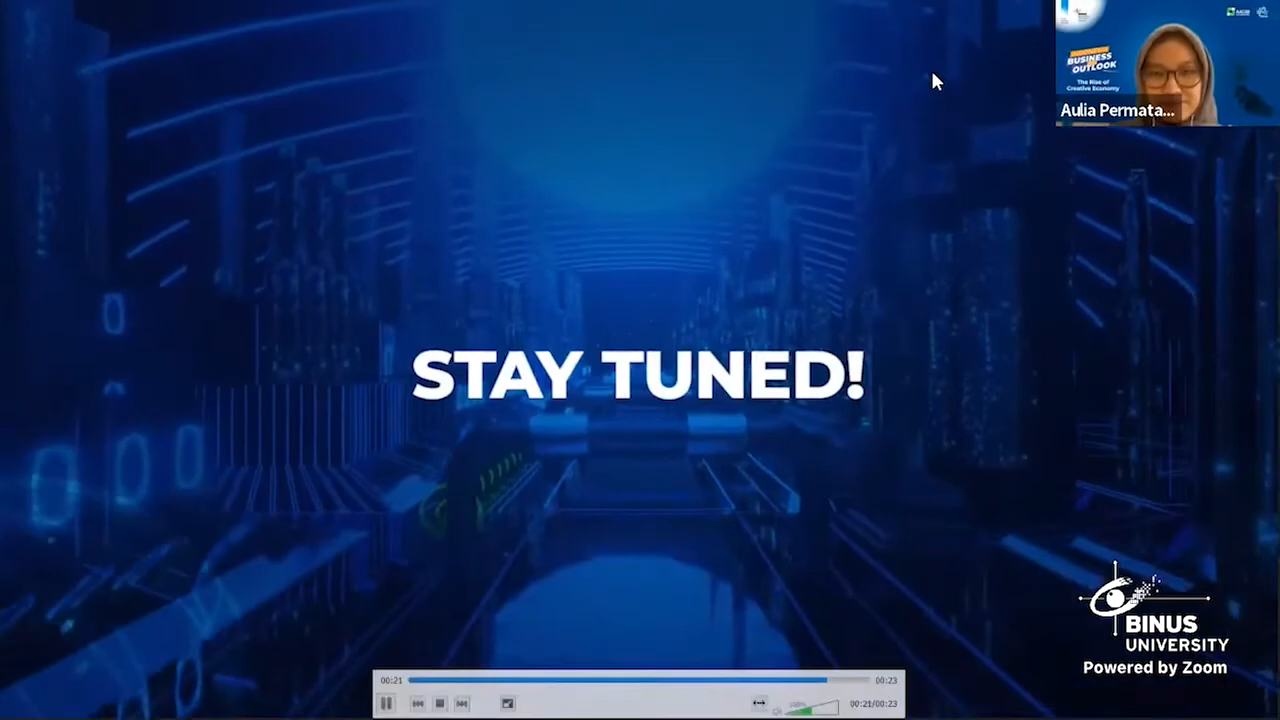 BUSINESS
OUTLOOK
The Rise of
Creative Economy
Aulia Permata...
STAY TUNED!
BINUS
UNIVERSITY
Powered by Zoom
00:21
00:23
100%
00:21/00:23